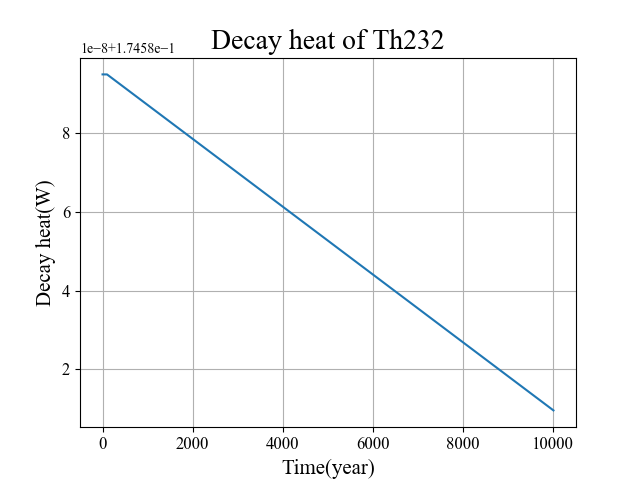 Decay heat of Th232
1e−8+1.7458e−1
8
6
4
2
Decay heat(W)
0 2000 4000 6000 8000 10000
Time(year)